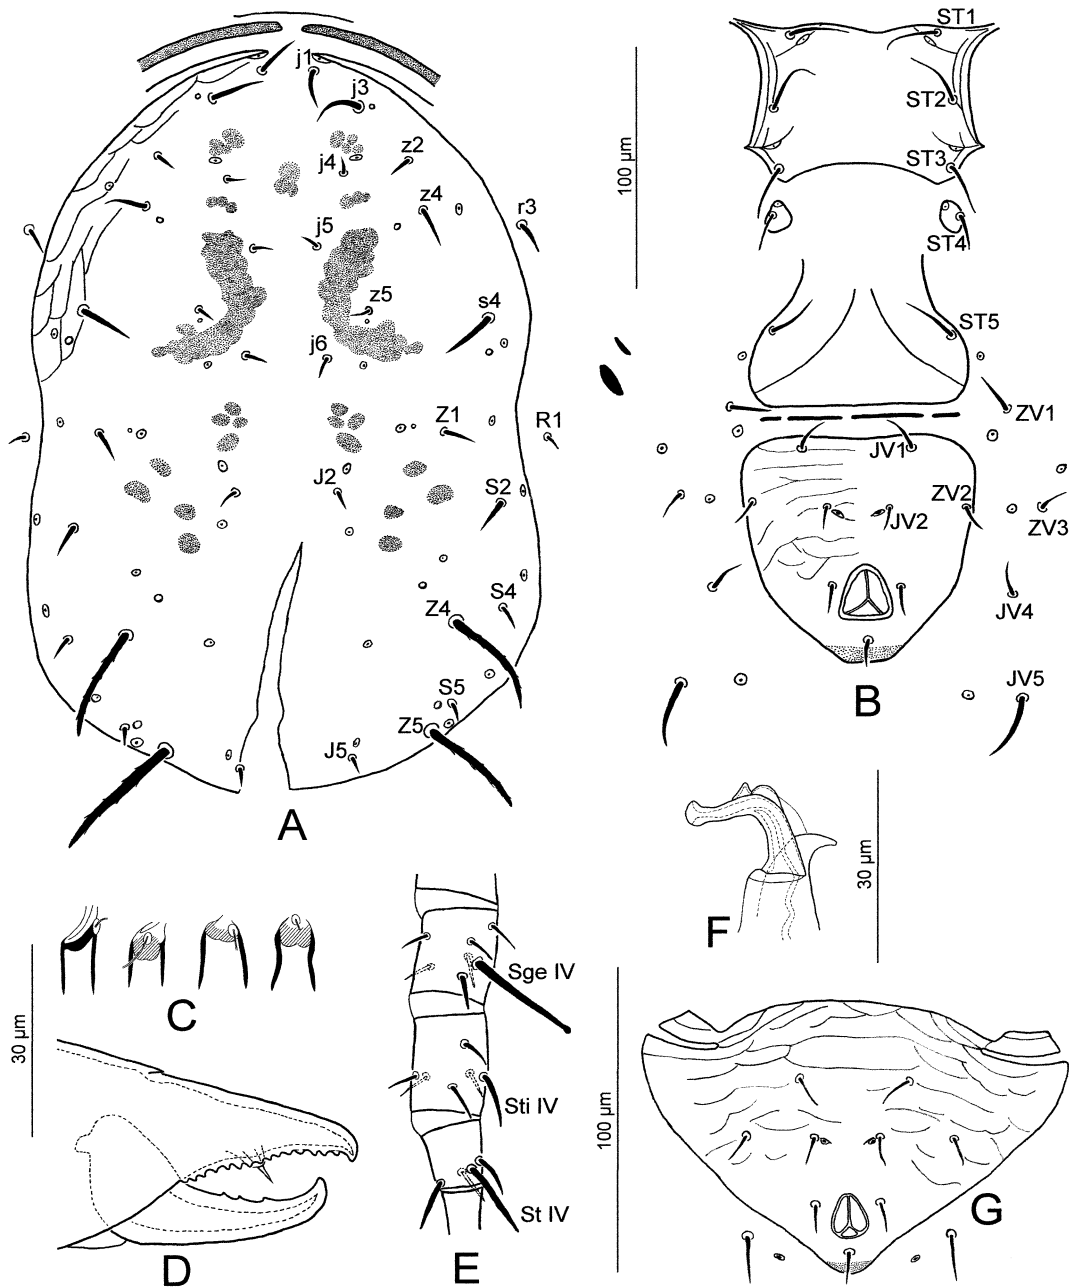 j1
j3
j4
z2
z4
r3
j5
z5
s4
j6
Z1
R1
J2
S2
S4
Z4
S5
Z5
J5
A
100 µm
ST1
ST2
ST3
ST4
ST5
ZV1
JV1
ZV2
JV2
ZV3
JV4
JV5
B
30 µm
C
D
Sge IV
Sti IV
St IV
E
F
30 µm
100 µm
G